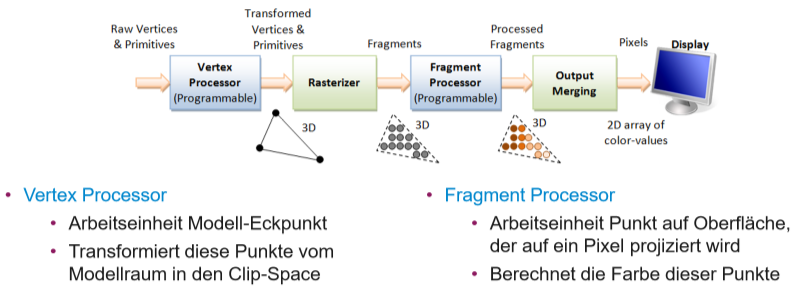 Raw Vertices
& Primitives
Transformed
Vertices &
Primitives
Fragments
Processed
Fragments
Pixels
Display
Vertex
Processor
(Programmable)
Rasterizer
Fragment
Processor
(Programmable)
Output
Merging
3D
3D
3D
2D array of
color-values
• Vertex Processor
• Arbeitseinheit Modell-Eckpunkt
• Transformiert diese Punkte vom
Modellraum in den Clip-Space
• Fragment Processor
• Arbeitseinheit Punkt auf Oberfläche,
der auf ein Pixel projiziert wird
• Berechnet die Farbe dieser Punkte